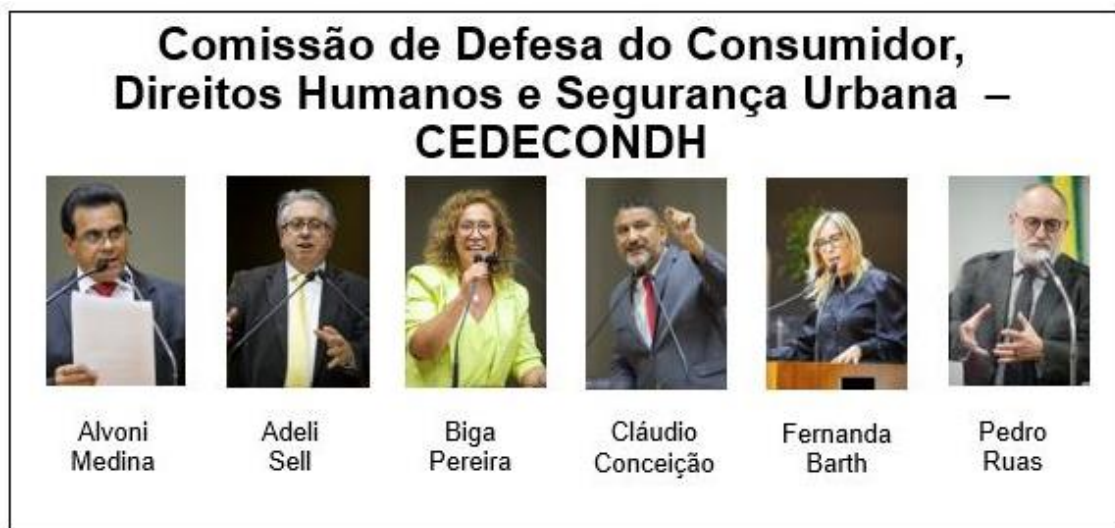 Comissão de Defesa do Consumidor,
Direitos Humanos e Segurança Urbana –
CEDECONDH
Alvoni
Medina
Adeli
Sell
Biga
Pereira
Cláudio
Conceição
Fernanda
Barth
Pedro
Ruas